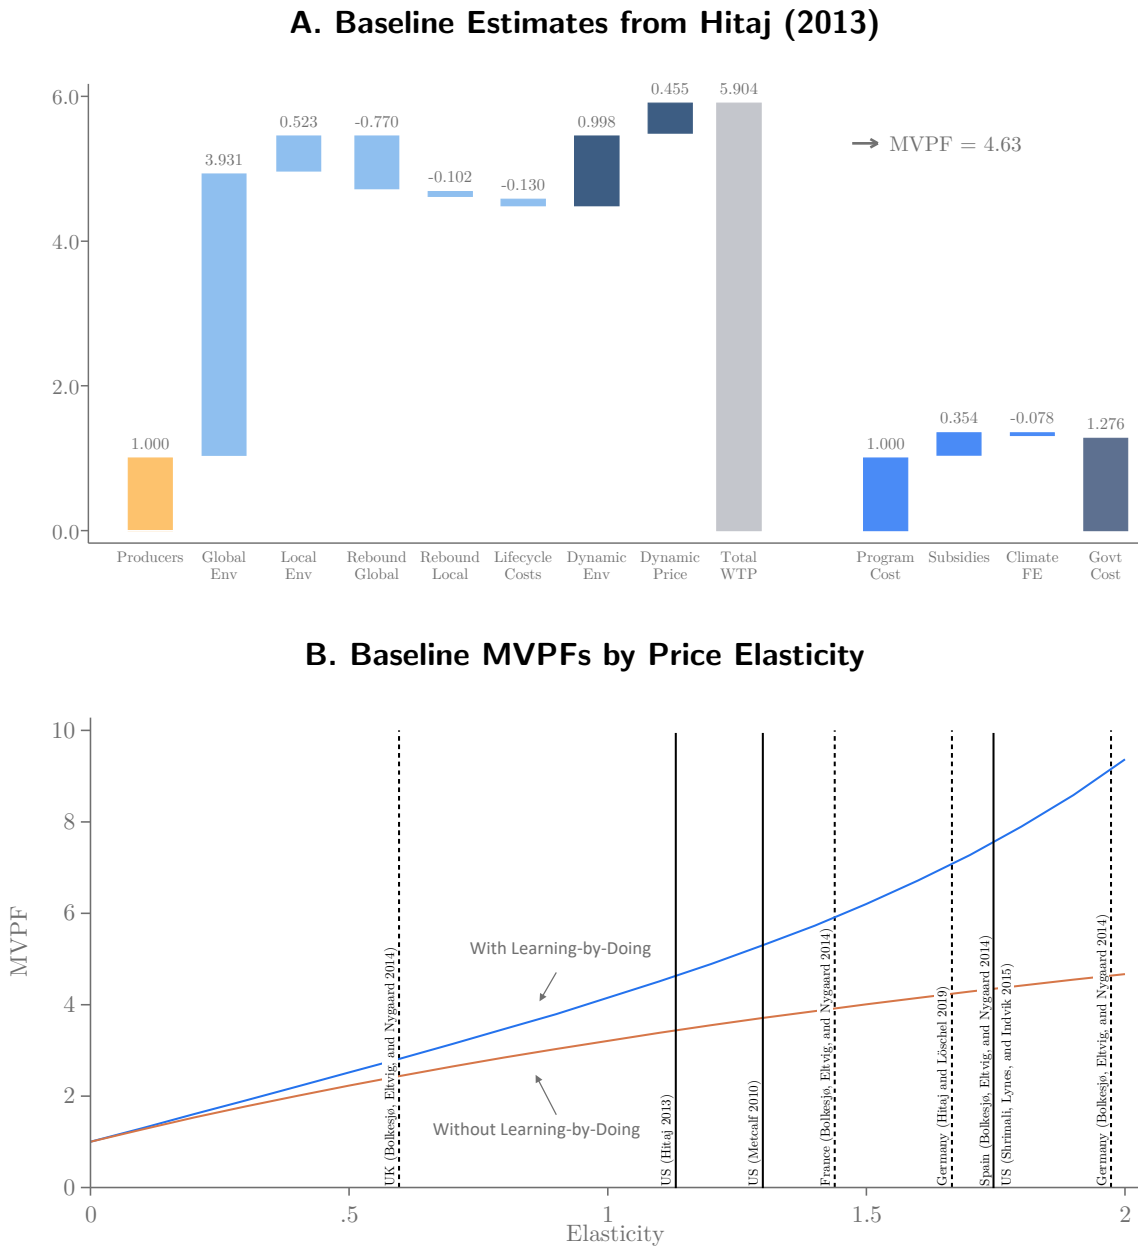 A. Baseline Estimates from Hitaj (2013)
6.0
4.0
2.0
0.0
1.000
3.931
0.523
-0.770
-0.102
-0.130
0.998
0.455
5.904
→ MVPF = 4.63
1.000
0.354
-0.078
1.276
Producers
Global
Env
Local
Env
Rebound
Global
Rebound
Local
Lifecycle
Costs
Dynamic
Env
Dynamic
Price
Total
WTP
Program
Cost
Subsidies
Climate
FE
Govt
Cost
B. Baseline MVPFs by Price Elasticity
MVPF
10
8
6
4
2
0
With Learning-by-Doing
Without Learning-by-Doing
UK (Bolkesjø, Eltvig, and Nygaard 2014)
US (Hitaj 2013)
US (Metcalf 2010)
France (Bolkesjø, Eltvig, and Nygaard 2014)
Germany (Hitaj and Löschel 2019)
Spain (Bolkesjø, Eltvig, and Nygaard 2014)
US (Shrimali, Lynes, and Indvik 2015)
Germany (Bolkesjø, Eltvig, and Nygaard 2014)
0
.5
1
1.5
2
Elasticity